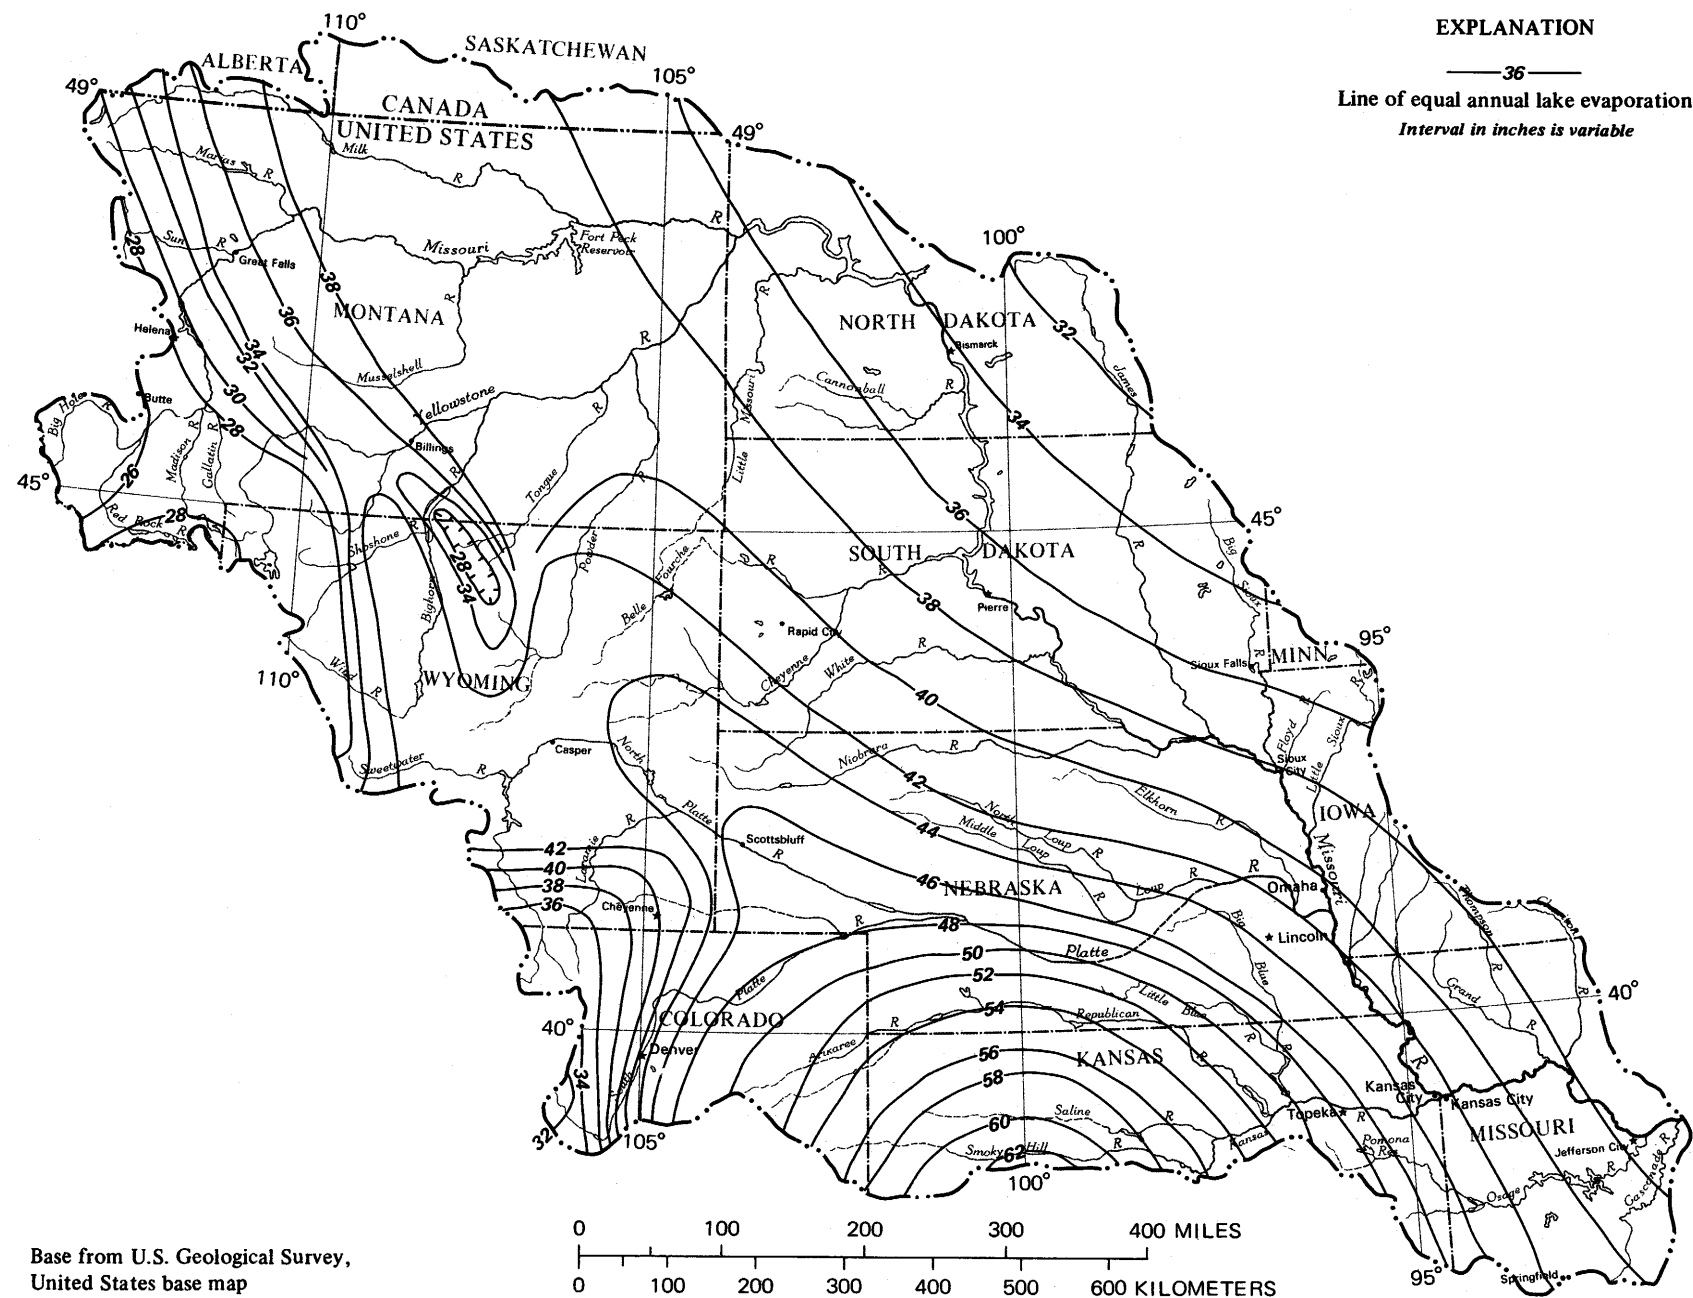 EXPLANATION
36
Line of equal annual lake evaporation
Interval in inches is variable
110°
SASKATCHEWAN
ALBERTA
105°
49°
CANADA
UNITED STATES
49°
Milk
R
Marias
R
R
Sun
R
Missouri
Fort Peck
Reservoir
Great Falls
100°
28
38
36
34
32
30
28
MONTANA
R
NORTH DAKOTA
32
Helena
Bismarck
Musselshell
R
R
Missouri
Cannonball
R
James
Big Hole
R
Butte
Yellowstone
R
34
Madison R
Gallatin R
Billings
R
Little
26
45°
Red Rock
R
28
Tongue
R
36
45°
Shoshone
R
28
34
Bighorn
Powder
Fourche
Belle
R
SOUTH DAKOTA
R
R
Big
Sioux
R
38
Pierre
Rapid City
Cheyenne
White
R
95°
Sioux Falls
MINN
110°
Wind
R
WYOMING
40
R
Floyd
R
Little
Sioux
R
Casper
North
Niobrara
R
Sweetwater
R
42
Sioux
City
Platte
R
Elkhorn
R
IOWA
Laramie
Scottsbluff
R
44
North
Loup
R
Middle
Loup
R
Missouri
R
42
40
38
36
46
NEBRASKA
Loup
R
R
Omaha
Thompson
R
Cheyenne
R
48
Big
Blue
Lincoln
Platte
50
52
Platte
Grand
R
R
40°
40°
COLORADO
54
Republican
R
Little
Blue
R
R
Arikaree
R
Denver
56
KANSAS
58
34
South
32
105°
60
62
Saline
R
Smoky Hill
R
100°
Kansas
R
Topeka
Kansas
City
Kansas City
R
Pomona
Res
MISSOURI
Jefferson City
Osage
R
Gasconade
R
95°
Springfield
0 100 200 300 400 MILES
0 100 200 300 400 500 600 KILOMETERS
Base from U.S. Geological Survey,
United States base map